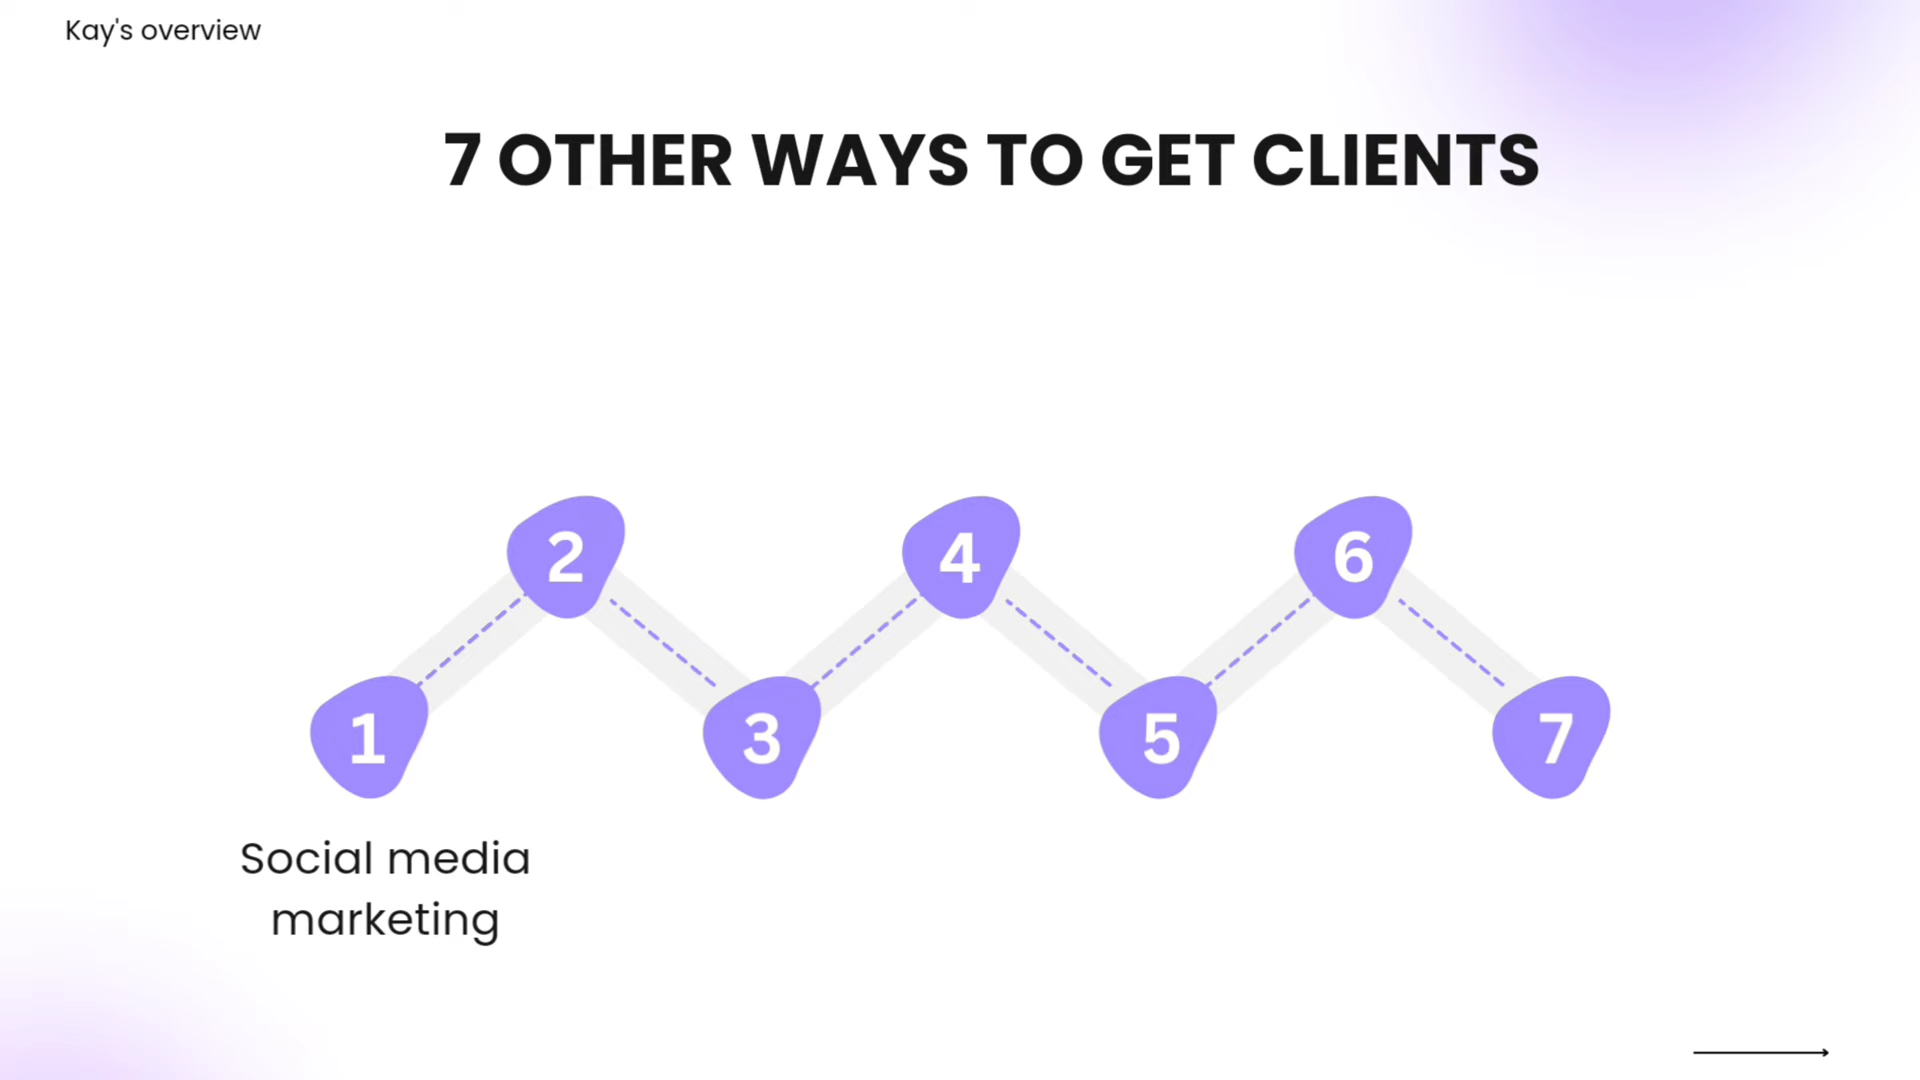 Kay's overview
7 OTHER WAYS TO GET CLIENTS
2
4
6
1
3
5
7
Social media
marketing